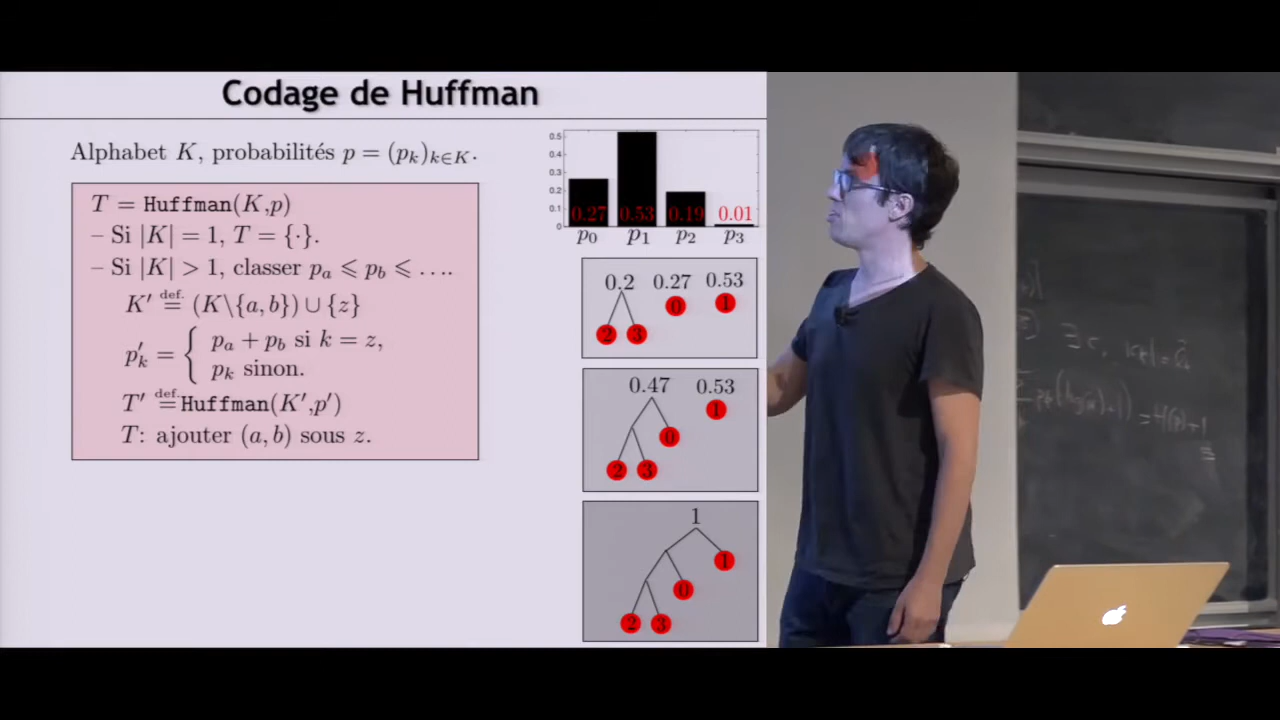 Codage de Huffman
Alphabet K, probabilités p = (p_k)_{k∈K}.
T = Huffman(K,p)
– Si |K| = 1, T = {·}.
– Si |K| > 1, classer p_a ⩽ p_b ⩽ ….
K′ def.= (K\{a, b}) ∪ {z}
p′_k = { p_a + p_b si k = z,
p_k sinon.
T′ def.= Huffman(K′,p′)
T: ajouter (a, b) sous z.
0.5
0.4
0.3
0.2
0.1
0
0.27 0.53 0.19 0.01
p_0 p_1 p_2 p_3
0.2 0.27 0.53
0 1
2 3
0.47 0.53
1
0
2 3
1
1
0
2 3
= H(p)+1